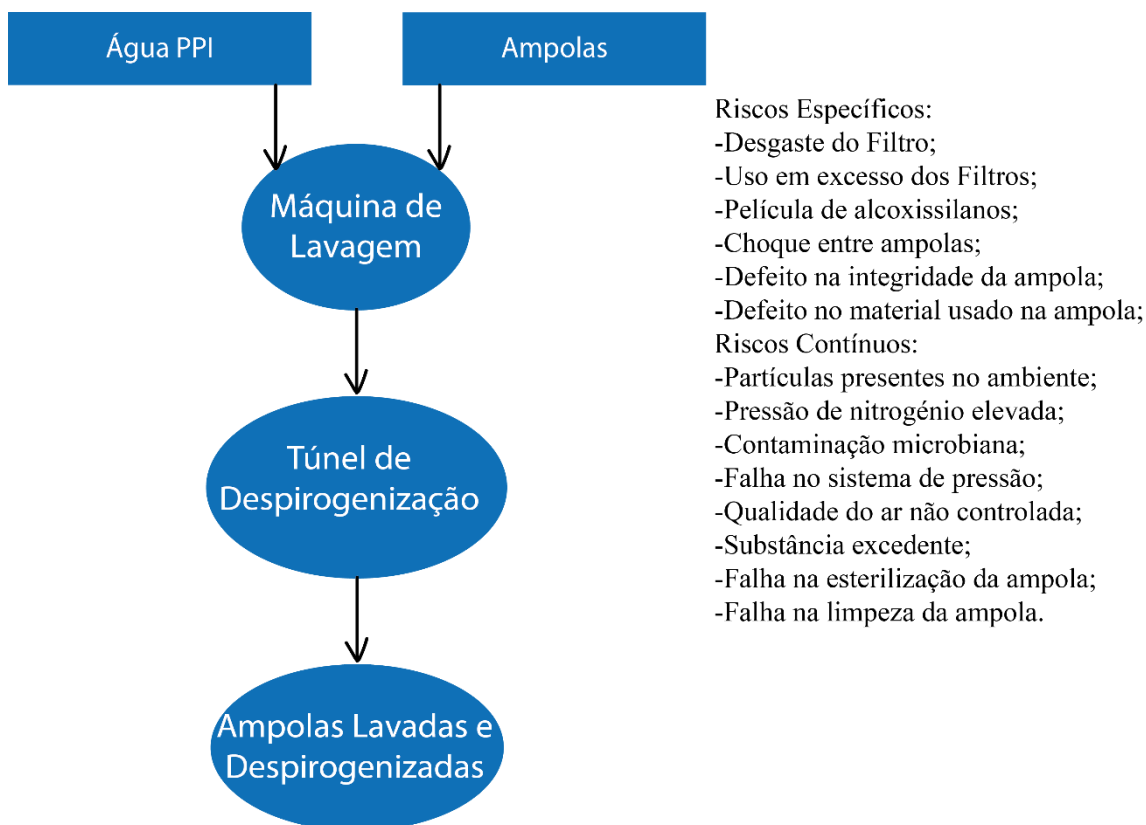 Água PPI
Ampolas
Máquina de
Lavagem
Túnel de
Despirogenização
Ampolas Lavadas e
Despirogenizadas
Riscos Específicos:
-Desgaste do Filtro;
-Uso em excesso dos Filtros;
-Película de alcoxissilanos;
-Choque entre ampolas;
-Defeito na integridade da ampola;
-Defeito no material usado na ampola;
Riscos Contínuos:
-Partículas presentes no ambiente;
-Pressão de nitrogénio elevada;
-Contaminação microbiana;
-Falha no sistema de pressão;
-Qualidade do ar não controlada;
-Substância excedente;
-Falha na esterilização da ampola;
-Falha na limpeza da ampola.